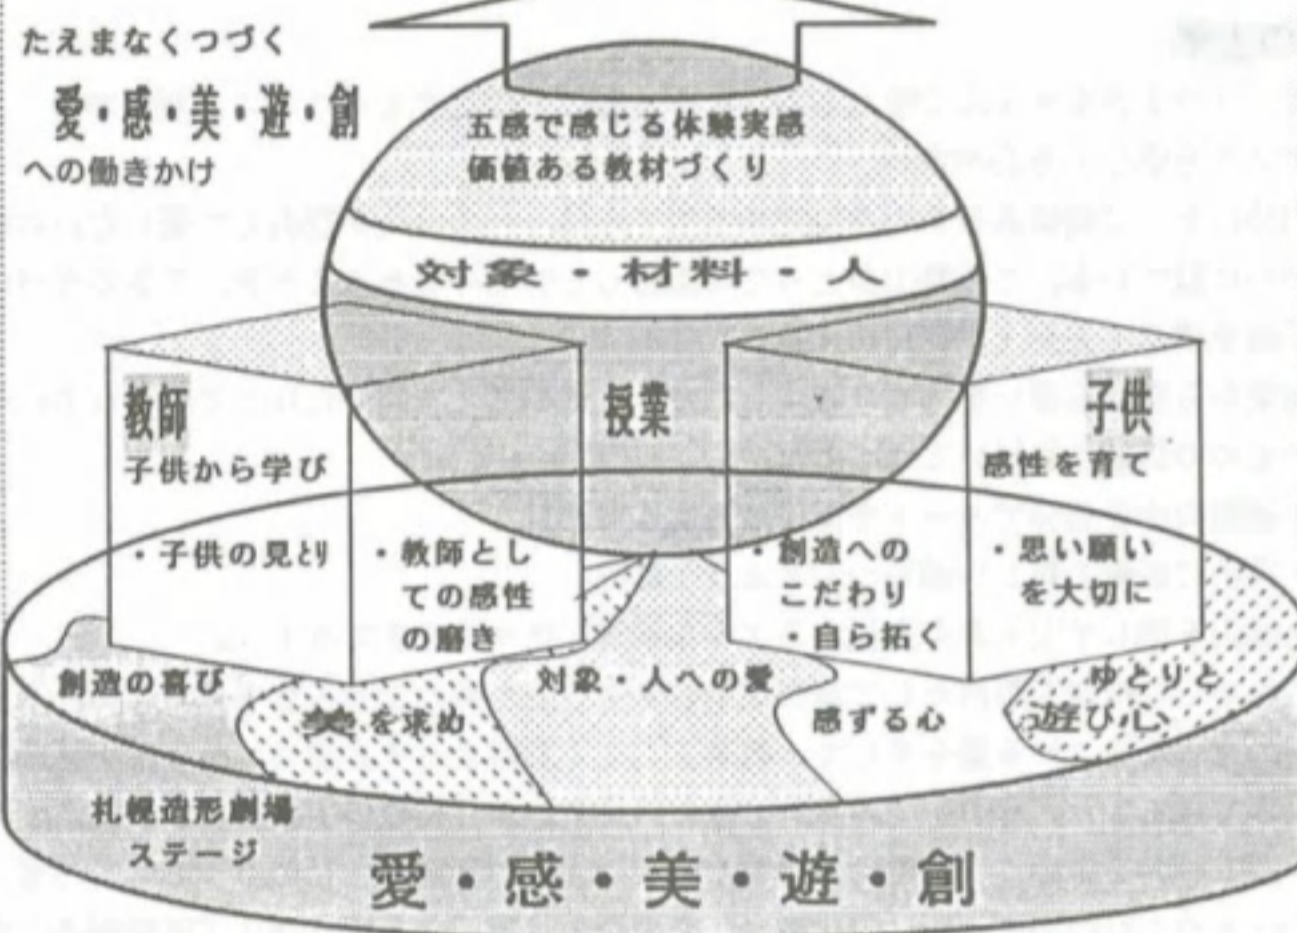 たえまなくつづく
愛・感・美・遊・創
への働きかけ
五感で感じる体験実感
価値ある教材づくり
対象・材料・人
教師
子供から学び
・子供の見とり
・教師とし
ての感性
の磨き
授業
子供
感性を育て
・創造への
こだわり
・自ら拓く
・思い願い
を大切に
創造の喜び
美を求め
対象・人への愛
感ずる心
ゆとりと
遊び心
札幌造形劇場
ステージ
愛・感・美・遊・創